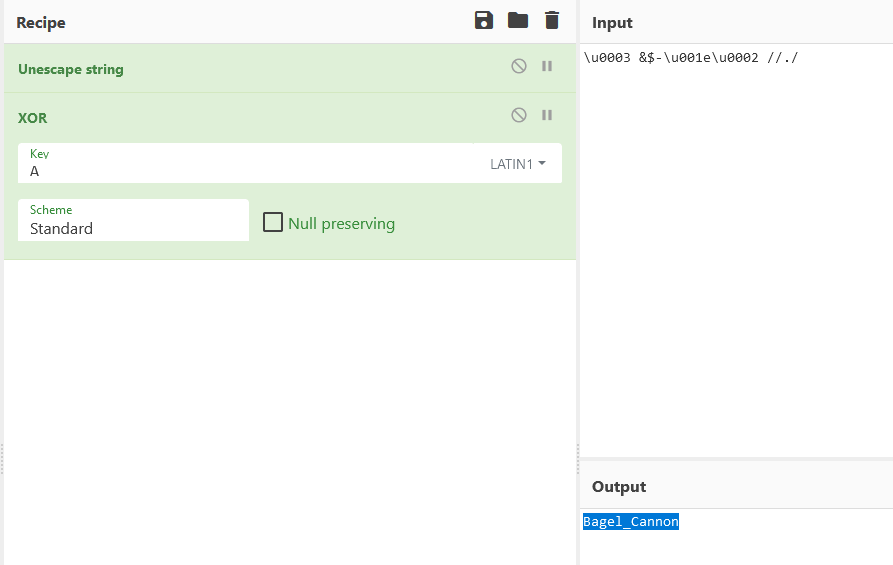 Recipe
Unescape string
XOR
Key
A
LATIN1
Scheme
Standard
Null preserving
Input
\u0003 &$-\u001e\u0002 //./
Output
Bagel_Cannon